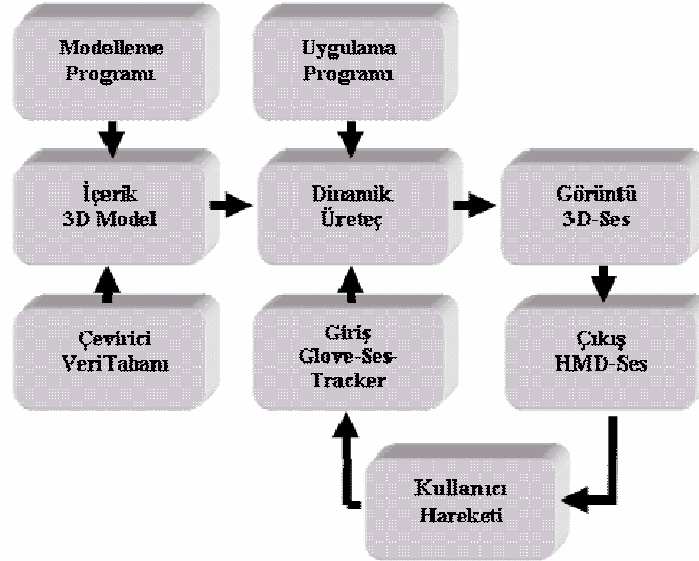 Modelleme
Programı
Uygulama
Programı
İçerik
3D Model
Dinamik
Üreteç
Görüntü
3D-Ses
Çevirici
VeriTabanı
Giriş
Glove-Ses-
Tracker
Çıkış
HMD-Ses
Kullanıcı
Hareketi